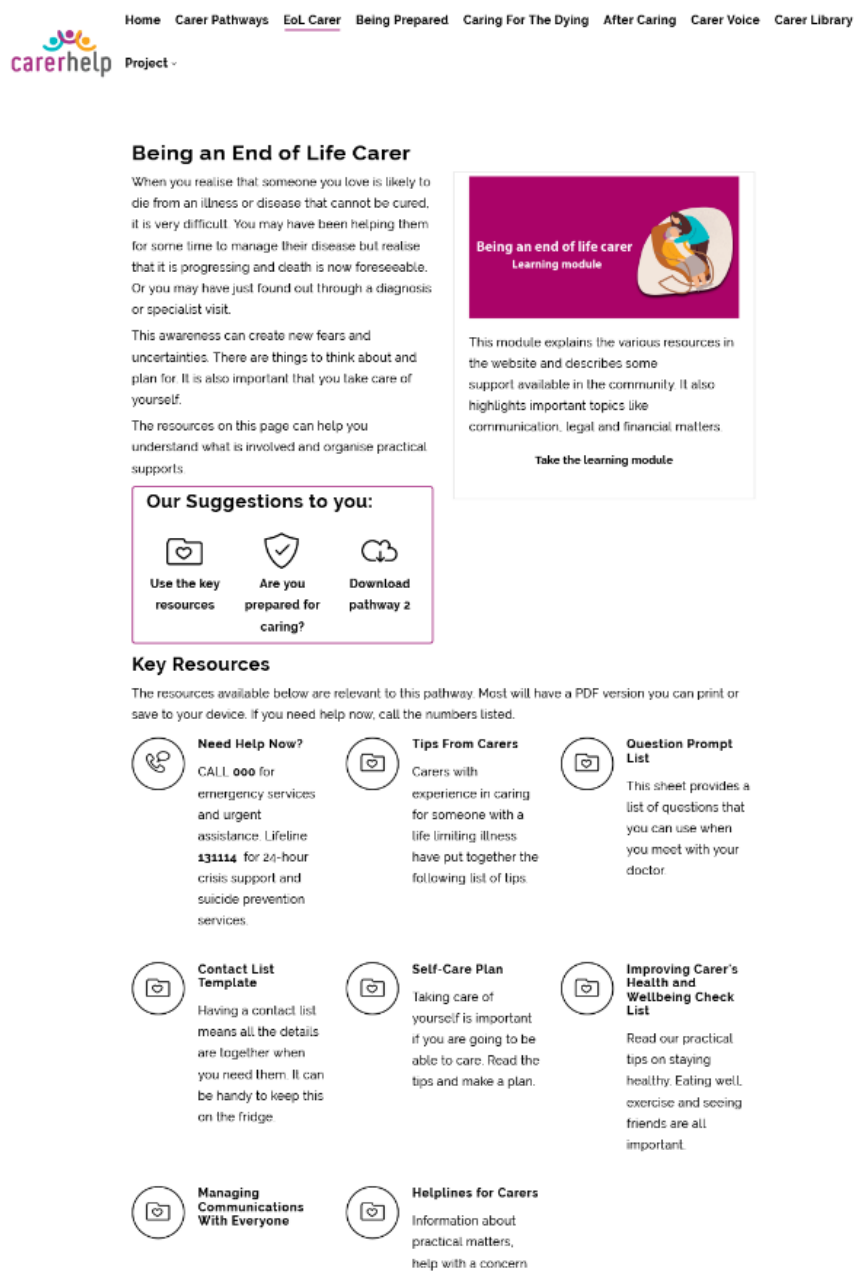 Home Carer Pathways EoL Carer Being Prepared Caring For The Dying After Caring Carer Voice Carer Library
carerhelp
Project
Being an End of Life Carer
When you realise that someone you love is likely to
die from an illness or disease that cannot be cured,
it is very difficult. You may have been helping them
for some time to manage their disease but realise
that it is progressing and death is now foreseeable.
Or you may have just found out through a diagnosis
or specialist visit.
This awareness can create new fears and
uncertainties. There are things to think about and
plan for. It is also important that you take care of
yourself.
The resources on this page can help you
understand what is involved and organise practical
supports.
Being an end of life carer
Learning module
This module explains the various resources in
the website and describes some
support available in the community. It also
highlights important topics like
communication, legal and financial matters.
Take the learning module
Our Suggestions to you:
Use the key
resources
Are you
prepared for
caring?
Download
pathway 2
Key Resources
The resources available below are relevant to this pathway. Most will have a PDF version you can print or
save to your device. If you need help now, call the numbers listed.
Need Help Now?
CALL 000 for
emergency services
and urgent
assistance. Lifeline
131114 for 24-hour
crisis support and
suicide prevention
services.
Tips From Carers
Carers with
experience in caring
for someone with a
life limiting illness
have put together the
following list of tips.
Question Prompt
List
This sheet provides a
list of questions that
you can use when
you meet with your
doctor.
Contact List
Template
Having a contact list
means all the details
are together when
you need them. It can
be handy to keep this
on the fridge.
Self-Care Plan
Taking care of
yourself is important
if you are going to be
able to care. Read the
tips and make a plan.
Improving Carer's
Health and
Wellbeing Check
List
Read our practical
tips on staying
healthy. Eating well,
exercise and seeing
friends are all
important.
Managing
Communications
With Everyone
Helplines for Carers
Information about
practical matters,
help with a concern